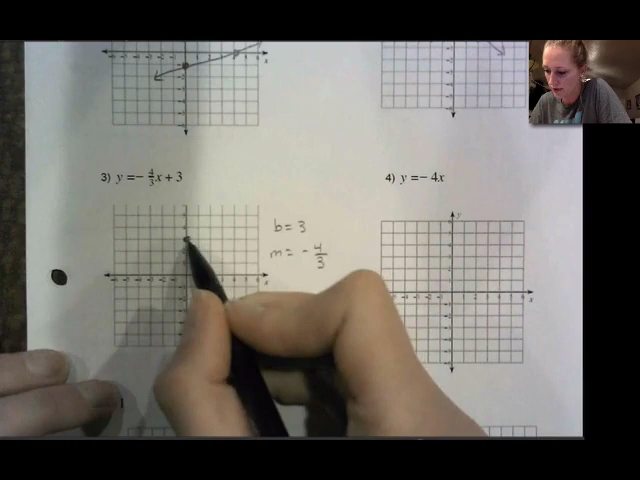 3) y = -4/3x + 3
b = 3
m = -4/3
4) y = - 4x
y
x
x
x